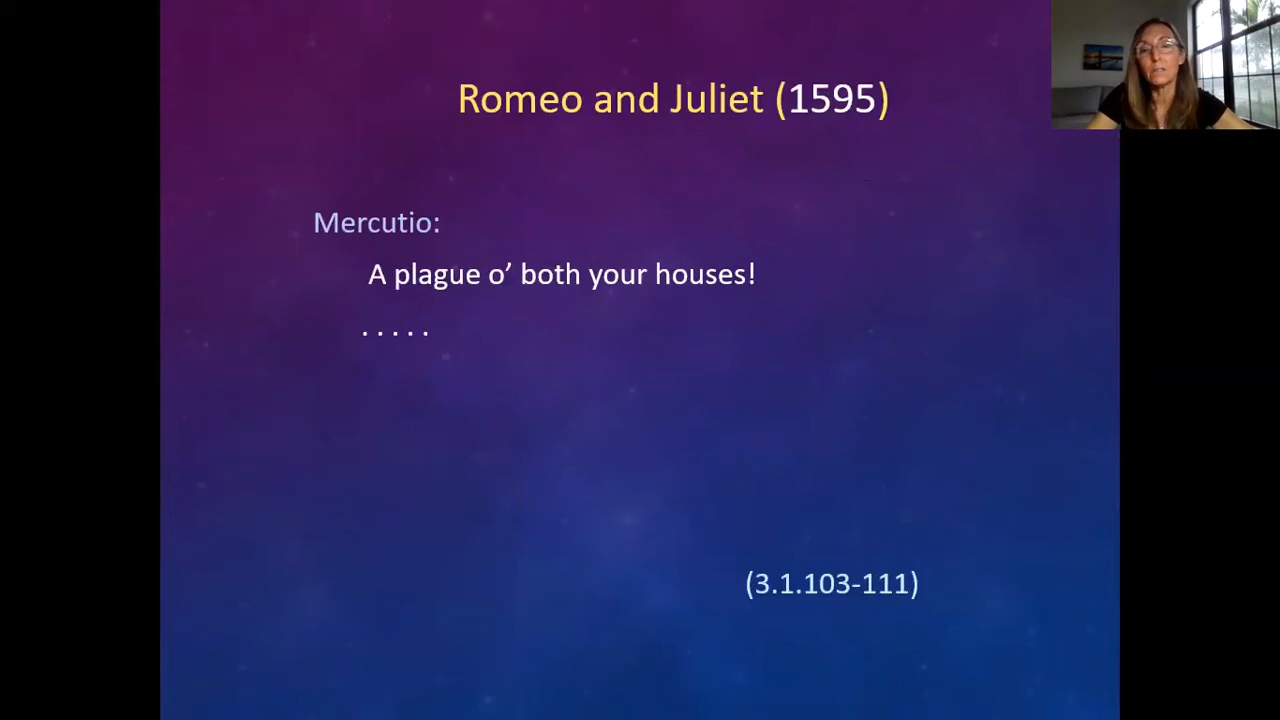 Romeo and Juliet (1595)
Mercutio:
A plague o’ both your houses!
. . . . .
(3.1.103-111)